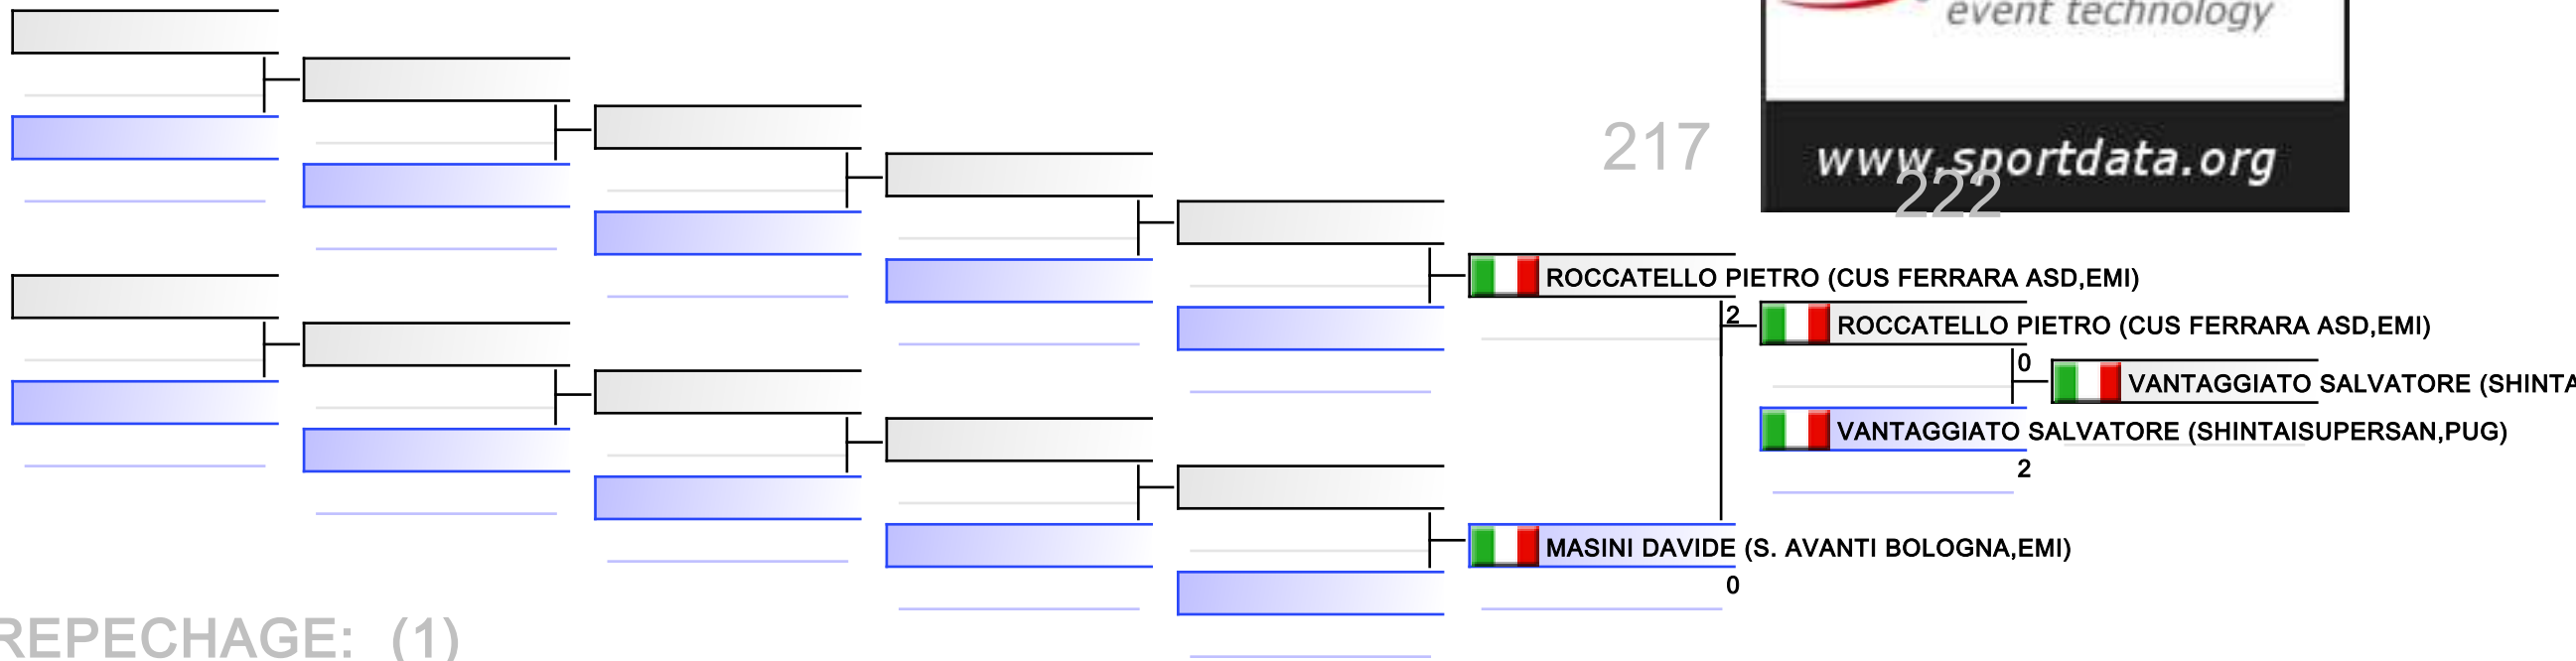 event technology
217
www.sportdata.org
222
ROCCATELLO PIETRO (CUS FERRARA ASD,EMI)
2
ROCCATELLO PIETRO (CUS FERRARA ASD,EMI)
0
VANTAGGIATO SALVATORE (SHINTA
VANTAGGIATO SALVATORE (SHINTAISUPERSAN,PUG)
2
MASINI DAVIDE (S. AVANTI BOLOGNA,EMI)
0
REPECHAGE: (1)